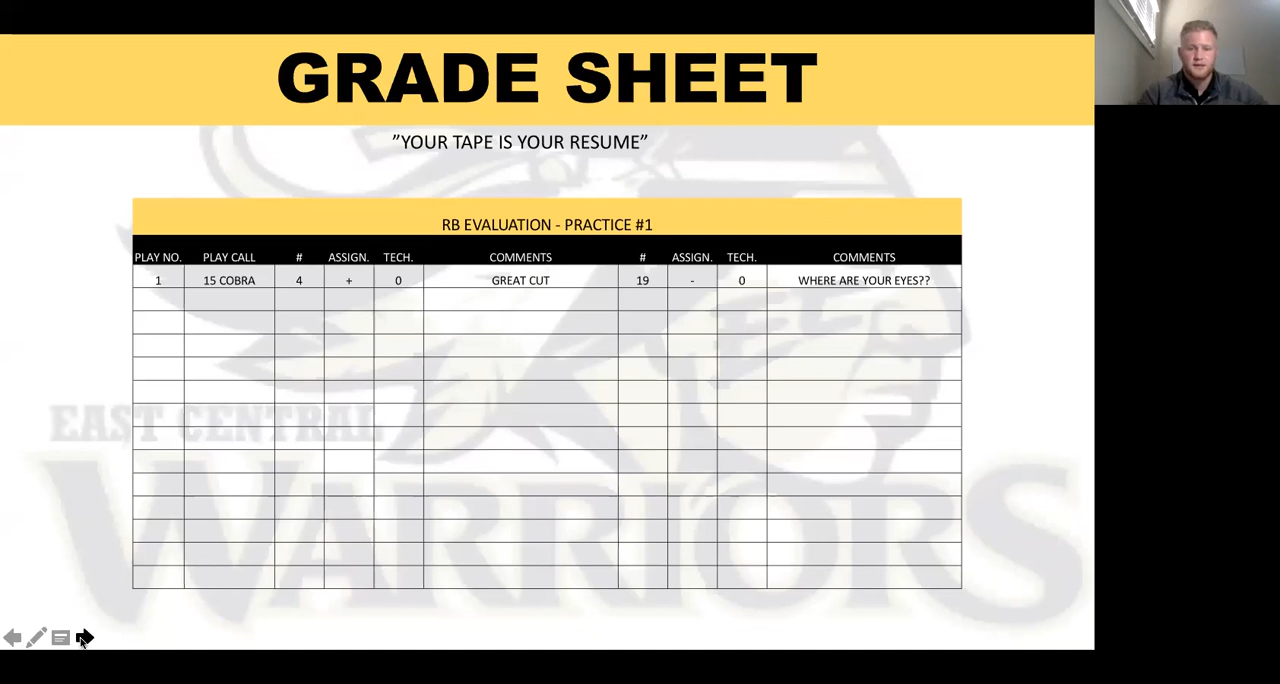 GRADE SHEET
”YOUR TAPE IS YOUR RESUME”
RB EVALUATION - PRACTICE #1
PLAY NO. PLAY CALL # ASSIGN. TECH. COMMENTS # ASSIGN. TECH. COMMENTS
1 15 COBRA 4 + 0 GREAT CUT 19 - 0 WHERE ARE YOUR EYES??
EC
EAST CENTRAL
WARRIORS